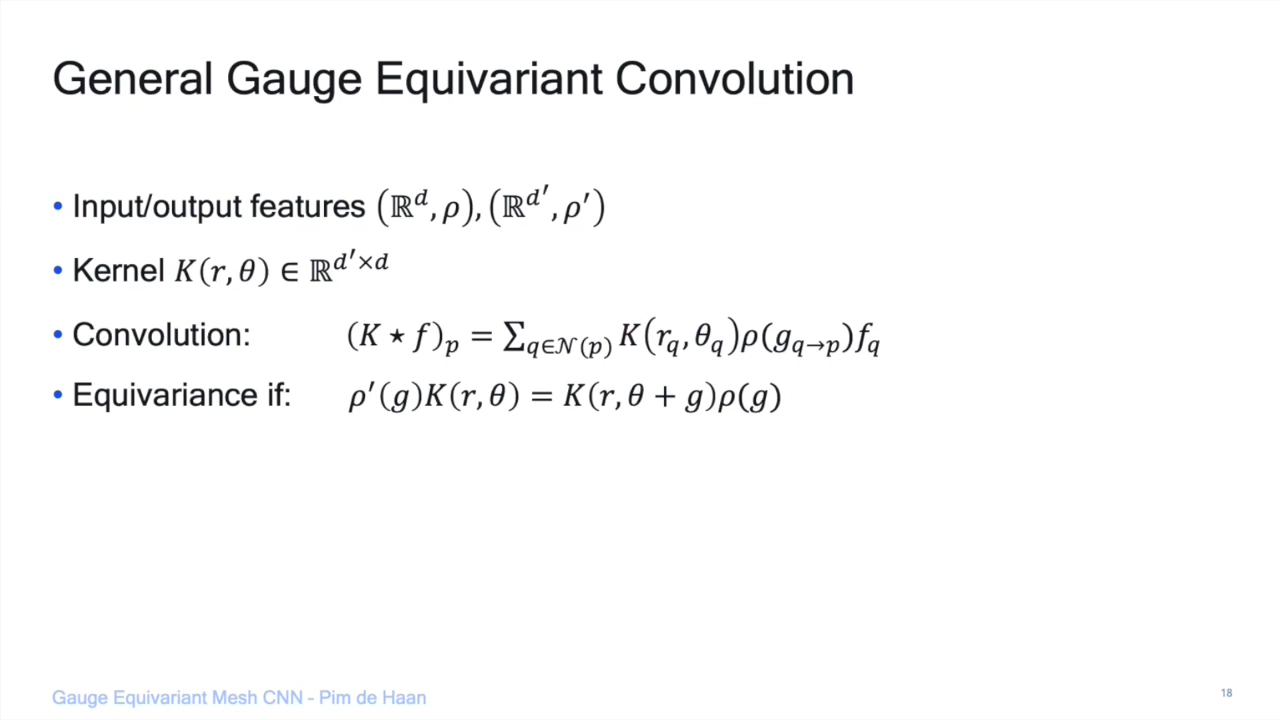 General Gauge Equivariant Convolution
• Input/output features (ℝ^d, ρ), (ℝ^d′, ρ′)
• Kernel K(r, θ) ∈ ℝ^{d′×d}
• Convolution: (K ⋆ f)_p = ∑_{q∈𝒩(p)} K(r_q, θ_q)ρ(g_{q→p})f_q
• Equivariance if: ρ′(g)K(r, θ) = K(r, θ + g)ρ(g)
Gauge Equivariant Mesh CNN - Pim de Haan
18